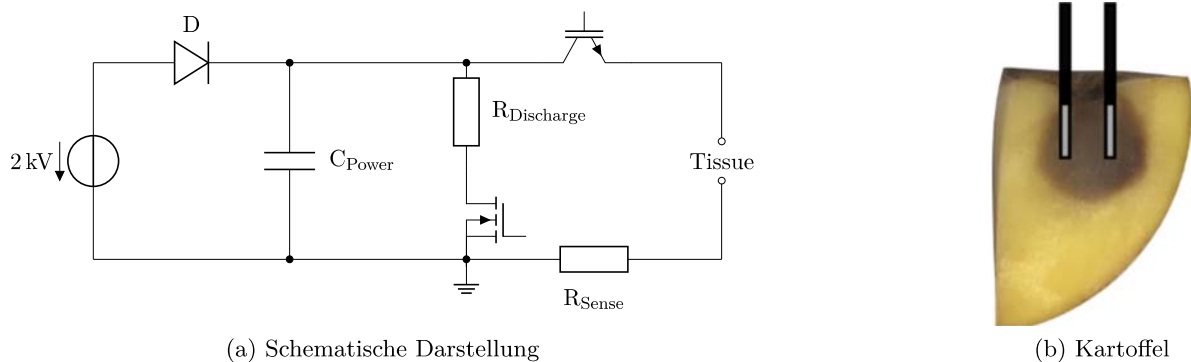 D
2 kV
C_Power
R_Discharge
Tissue
R_Sense
(a) Schematische Darstellung
(b) Kartoffel